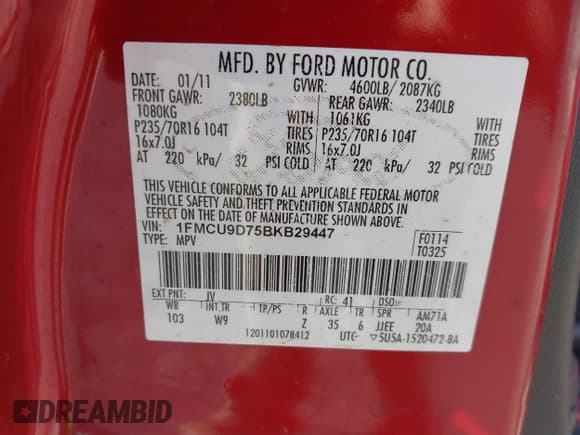 MFD. BY FORD MOTOR CO.
DATE: 01/11 GVWR: 4600LB/ 2087KG
FRONT GAWR: 2380LB REAR GAWR: 2340LB
1080KG WITH 1061KG WITH
P235/70R16 104T TIRES P235/70R16 104T TIRES
16x7.0J RIMS 16x7.0J RIMS
AT 220 kPa/ 32 PSI COLD AT 220 kPa/ 32 PSI COLD
THIS VEHICLE CONFORMS TO ALL APPLICABLE FEDERAL MOTOR
VEHICLE SAFETY AND THEFT PREVENTION STANDARDS IN
EFFECT ON THE DATE OF MANUFACTURE SHOWN ABOVE.
VIN: 1FMCU9D75BKB29447 F0114
TYPE: MPV T0325
EXT PNT: JV RC: 41 DSO:
WB INT TR TP/PS R AXLE TR SPR AM71A
103 W9 Z 35 6 JJEE 20A
1201101078412 UTC ▽5U5A-1520472-BA
DREAMBID